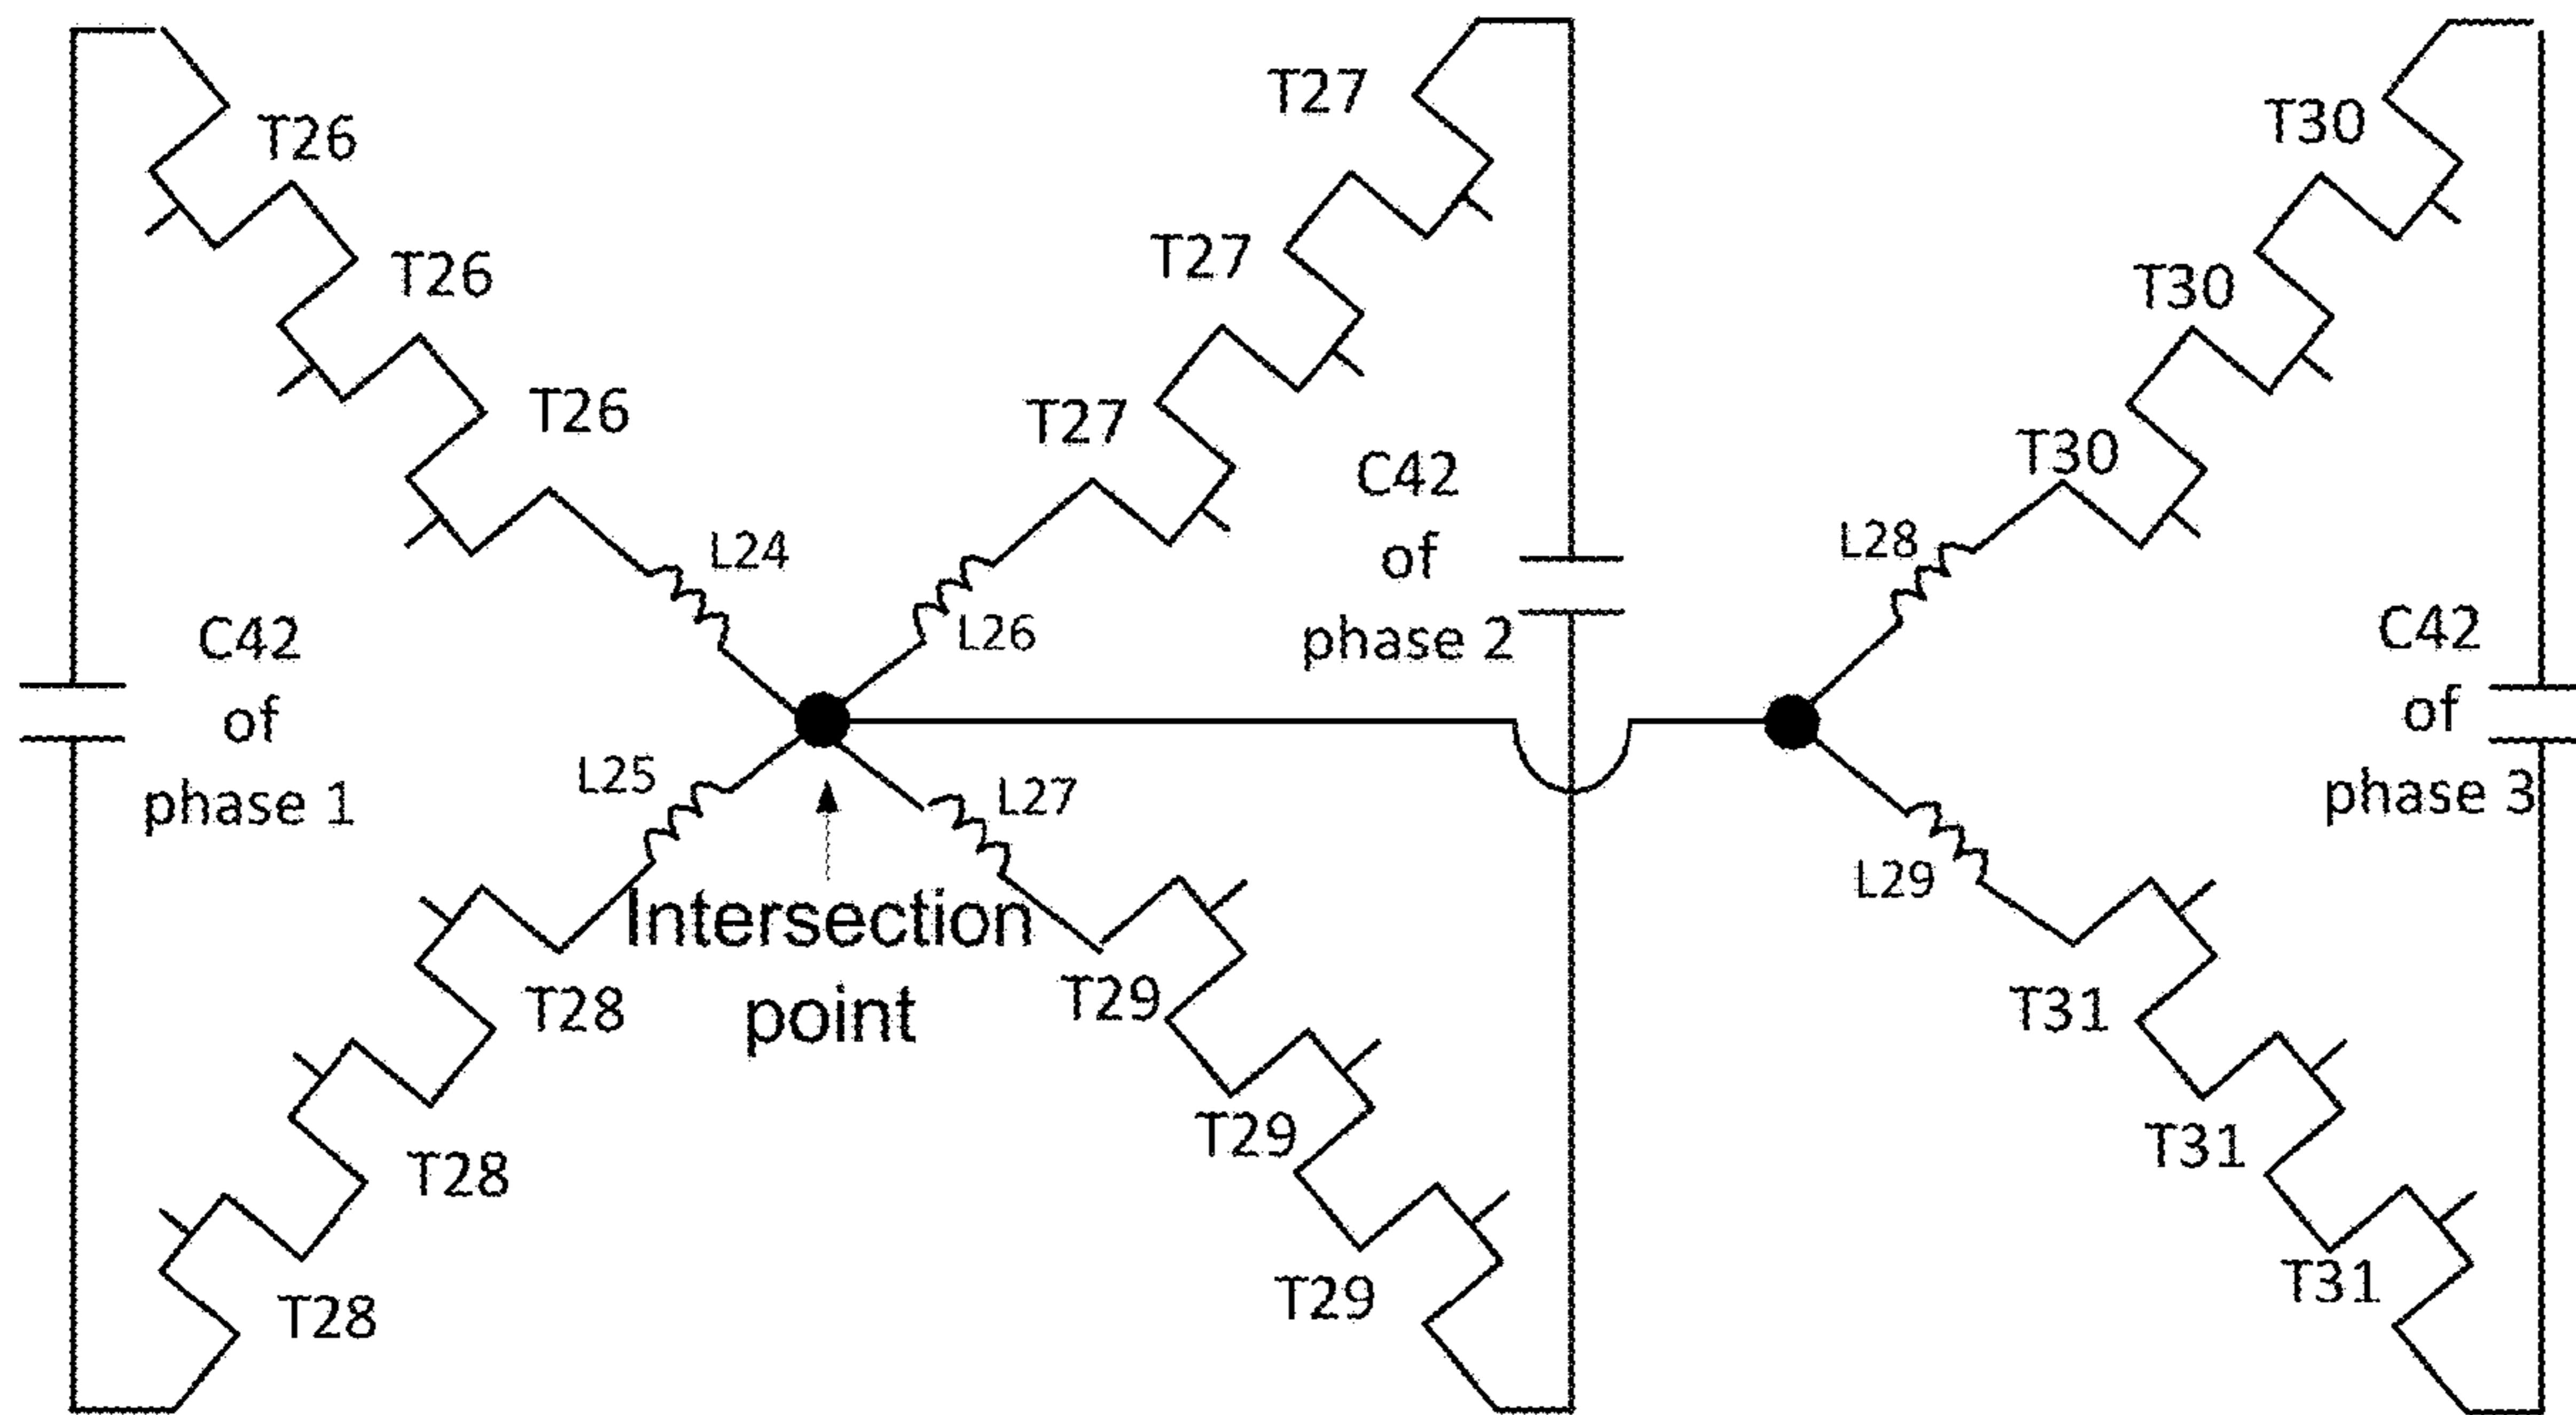 T26
T26
T26
L24
C42
of
phase 1
L25
T28
T28
T28
T27
T27
T27
L26
C42
of
phase 2
Intersection
point
L27
T29
T29
T29
T30
T30
T30
L28
C42
of
phase 3
L29
T31
T31
T31